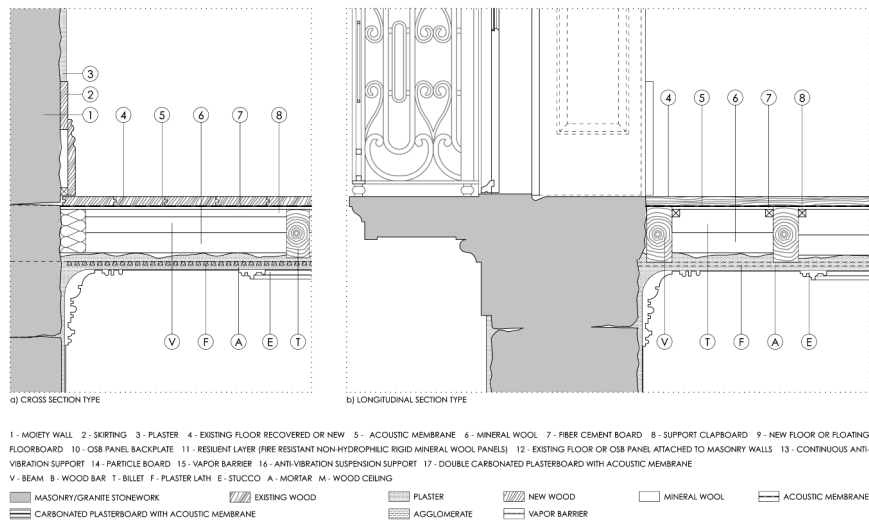 3
2
1
4 5 6 7 8
V F A E T
a) CROSS SECTION TYPE
4 5 6 7 8
V T F A E
b) LONGITUDINAL SECTION TYPE
1 - MOIETY WALL 2 - SKIRTING 3 - PLASTER 4 - EXISTING FLOOR RECOVERED OR NEW 5 - ACOUSTIC MEMBRANE 6 - MINERAL WOOL 7 - FIBER CEMENT BOARD 8 - SUPPORT CLAPBOARD 9 - NEW FLOOR OR FLOATING
FLOORBOARD 10 - OSB PANEL BACKPLATE 11 - RESILIENT LAYER (FIRE RESISTANT NON-HYDROPHILIC RIGID MINERAL WOOL PANELS) 12 - EXISTING FLOOR OR OSB PANEL ATTACHED TO MASONRY WALLS 13 - CONTINUOUS ANTI-
VIBRATION SUPPORT 14 - PARTICLE BOARD 15 - VAPOR BARRIER 16 - ANTI-VIBRATION SUSPENSION SUPPORT 17 - DOUBLE CARBONATED PLASTERBOARD WITH ACOUSTIC MEMBRANE
V - BEAM B - WOOD BAR T - BILLET F - PLASTER LATH E - STUCCO A - MORTAR M - WOOD CEILING
MASONRY/GRANITE STONEWORK EXISTING WOOD PLASTER NEW WOOD MINERAL WOOL ACOUSTIC MEMBRANE
CARBONATED PLASTERBOARD WITH ACOUSTIC MEMBRANE AGGLOMERATE VAPOR BARRIER